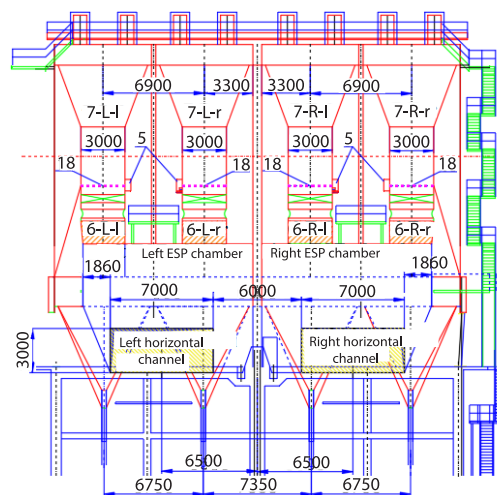 6900 3300 3300 6900
7-L-l 7-L-r 7-R-l 7-R-r
3000 5 3000 3000 5 3000
18 18 18 18
6-L-l 6-L-r 6-R-l 6-R-r
Left ESP chamber Right ESP chamber
1860 1860
7000 6000 7000
3000
Left horizontal Right horizontal
channel channel
6500 6500
6750 7350 6750